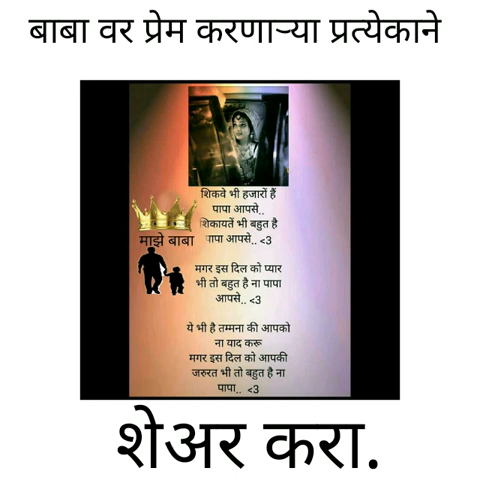 बाबा वर प्रेम करणाऱ्या प्रत्येकाने
शिकवे भी हजारों हैं
पापा आपसे..
शिकायतें भी बहुत है
पापा आपसे.. <3
माझे बाबा
मगर इस दिल को प्यार
भी तो बहुत है ना पापा
आपसे.. <3
ये भी है तम्मना की आपको
ना याद करू
मगर इस दिल को आपकी
जरुरत भी तो बहुत है ना
पापा.. <3
शेअर करा.